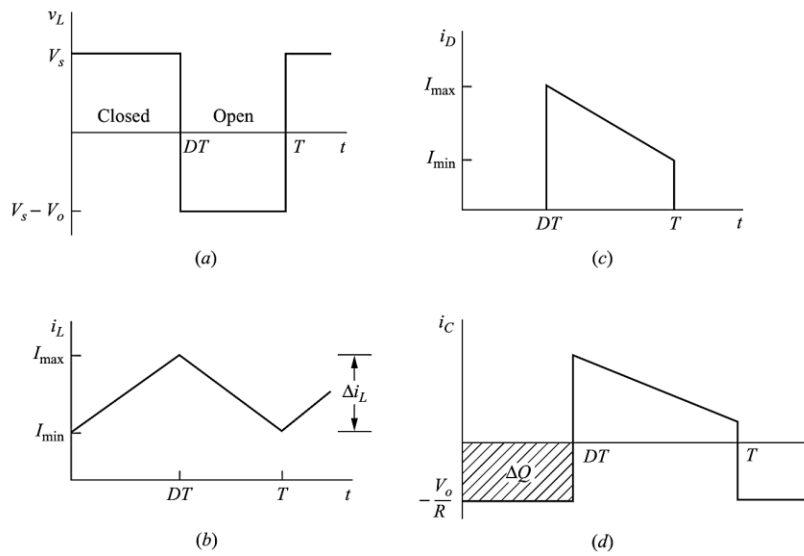 v_L
V_s
Closed Open
DT T t
V_s − V_o
(a)
i_D
I_max
I_min
DT T t
(c)
i_L
I_max
Δi_L
I_min
DT T t
(b)
i_C
DT T
ΔQ
−V_o/R
(d)